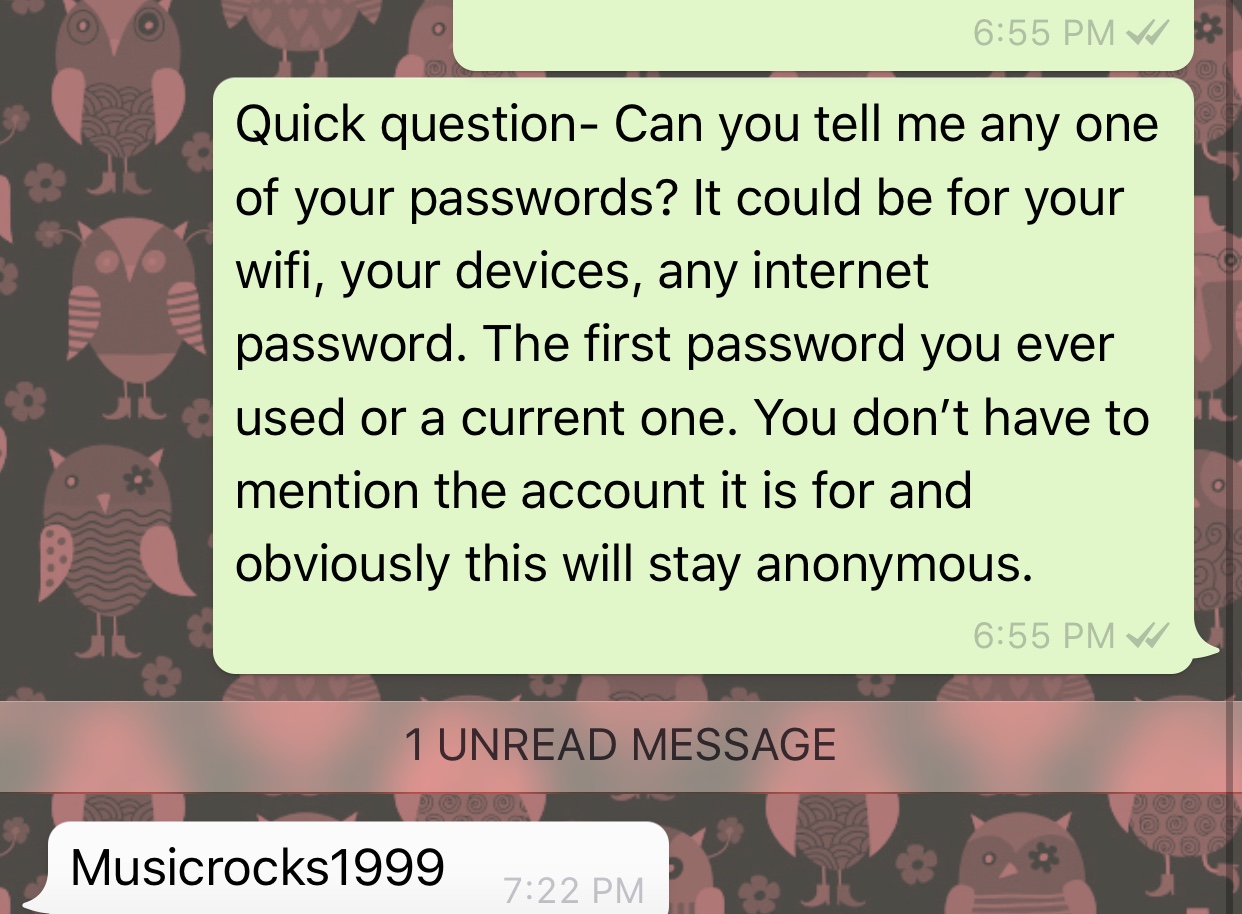 6:55 PM
Quick question- Can you tell me any one
of your passwords? It could be for your
wifi, your devices, any internet
password. The first password you ever
used or a current one. You don’t have to
mention the account it is for and
obviously this will stay anonymous.
6:55 PM
1 UNREAD MESSAGE
Musicrocks1999
7:22 PM